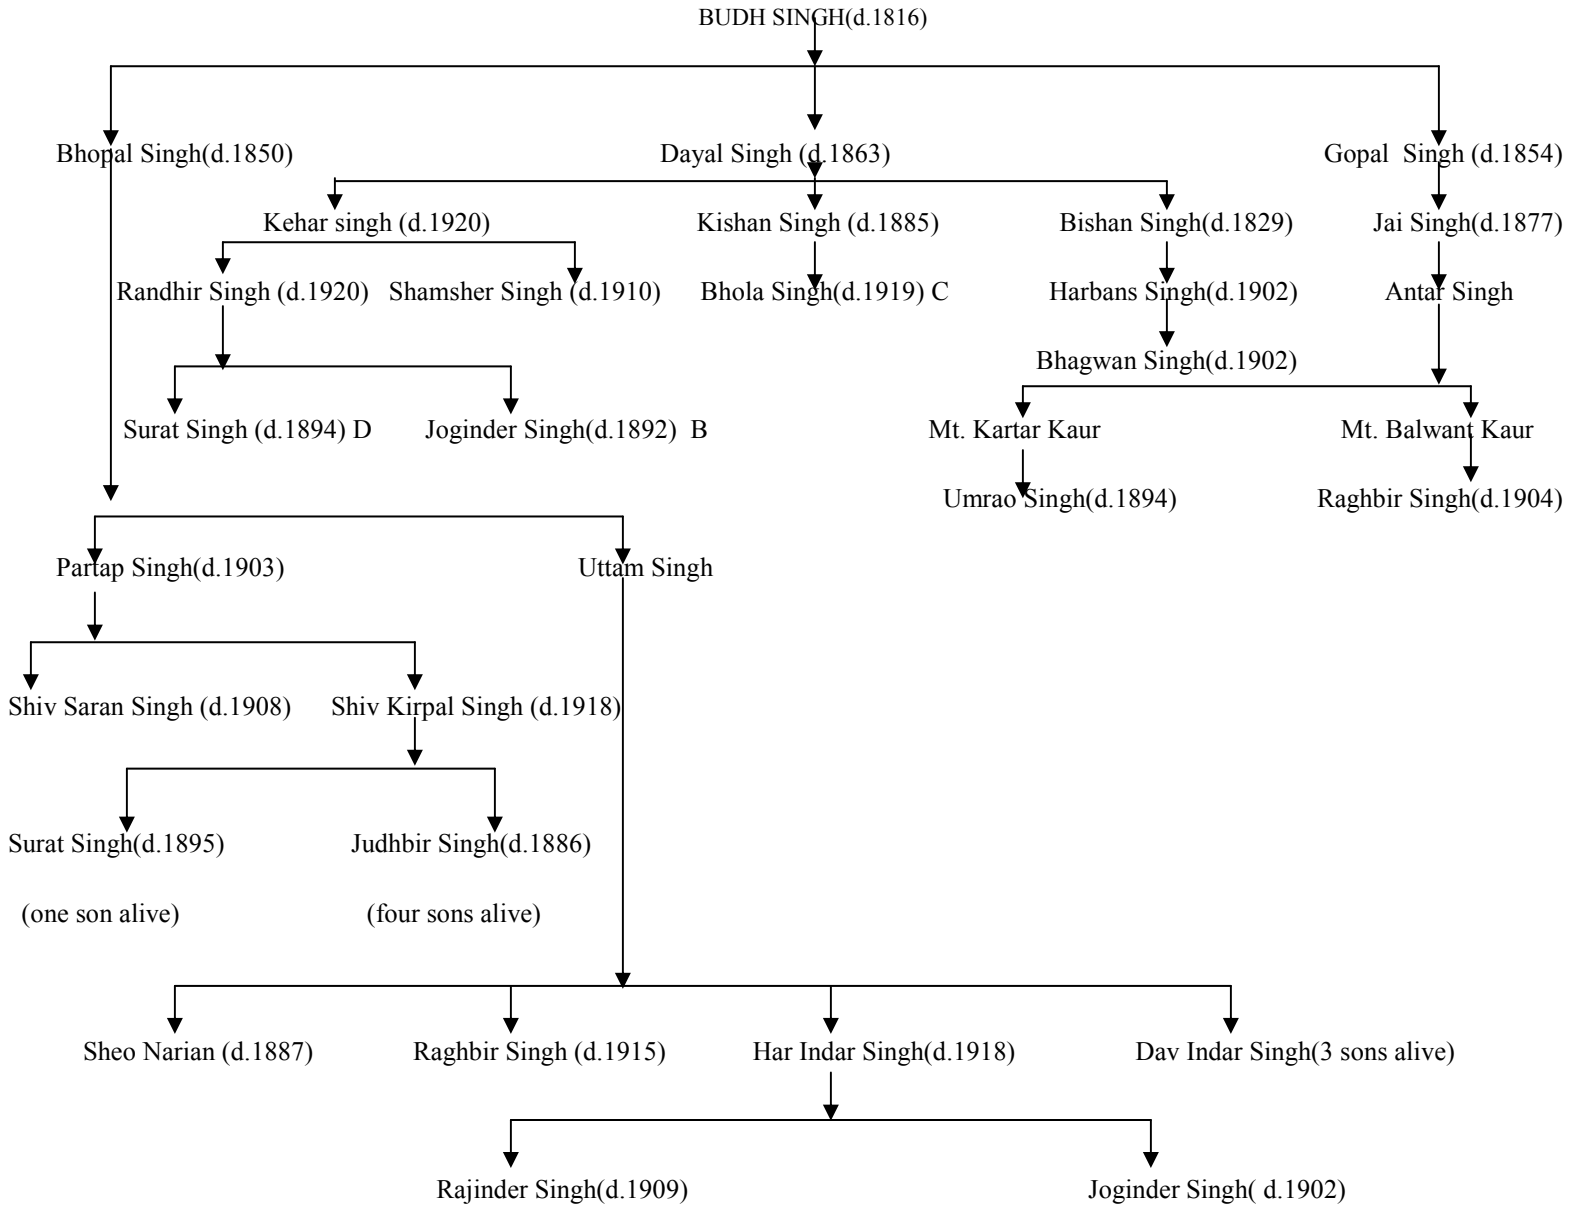 BUDH SINGH(d.1816)
Bhopal Singh(d.1850)
Dayal Singh (d.1863)
Gopal Singh (d.1854)
Kehar singh (d.1920)
Kishan Singh (d.1885)
Bishan Singh(d.1829)
Jai Singh(d.1877)
Randhir Singh (d.1920)
Shamsher Singh (d.1910)
Bhola Singh(d.1919) C
Harbans Singh(d.1902)
Antar Singh
Bhagwan Singh(d.1902)
Surat Singh (d.1894) D
Joginder Singh(d.1892) B
Mt. Kartar Kaur
Mt. Balwant Kaur
Umrao Singh(d.1894)
Raghbir Singh(d.1904)
Partap Singh(d.1903)
Uttam Singh
Shiv Saran Singh (d.1908)
Shiv Kirpal Singh (d.1918)
Surat Singh(d.1895)
Judhbir Singh(d.1886)
(one son alive)
(four sons alive)
Sheo Narian (d.1887)
Raghbir Singh (d.1915)
Har Indar Singh(d.1918)
Dav Indar Singh(3 sons alive)
Rajinder Singh(d.1909)
Joginder Singh( d.1902)